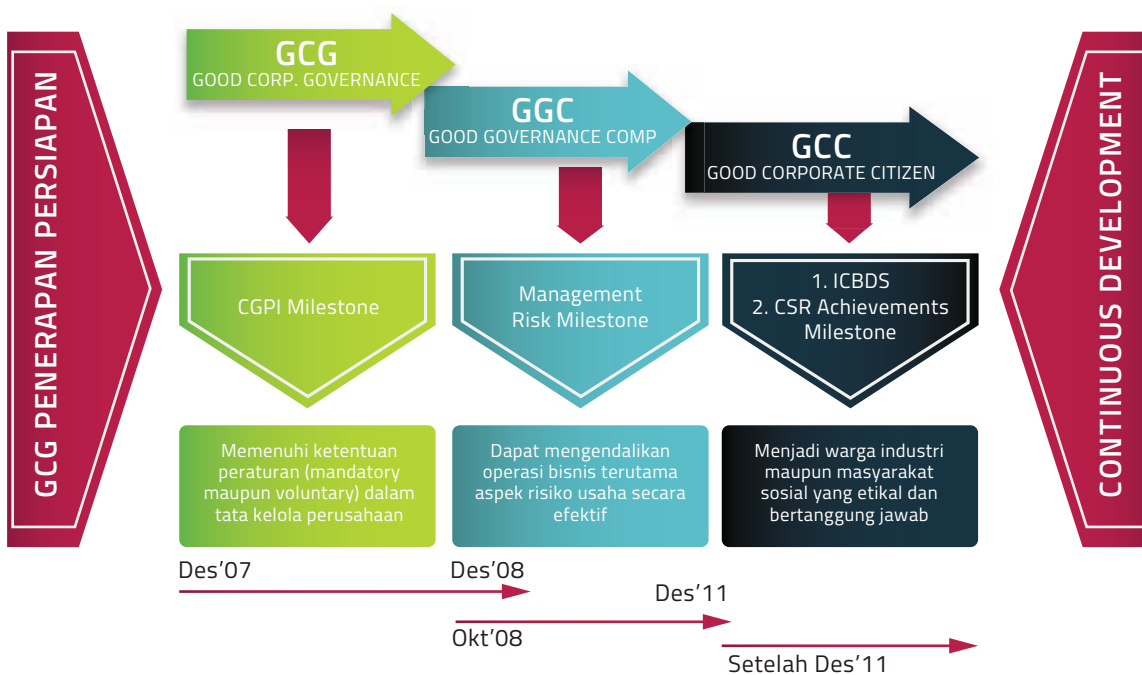 GCG PENERAPAN PERSIAPAN
GCG
GOOD CORP. GOVERNANCE
GGC
GOOD GOVERNANCE COMP
GCC
GOOD CORPORATE CITIZEN
CONTINUOUS DEVELOPMENT
CGPI Milestone
Management
Risk Milestone
1. ICBDS
2. CSR Achievements
Milestone
Memenuhi ketentuan
peraturan (mandatory
maupun voluntary) dalam
tata kelola perusahaan
Dapat mengendalikan
operasi bisnis terutama
aspek risiko usaha secara
efektif
Menjadi warga industri
maupun masyarakat
sosial yang etikal dan
bertanggung jawab
Des’07
Des’08
Okt’08
Des’11
Setelah Des’11